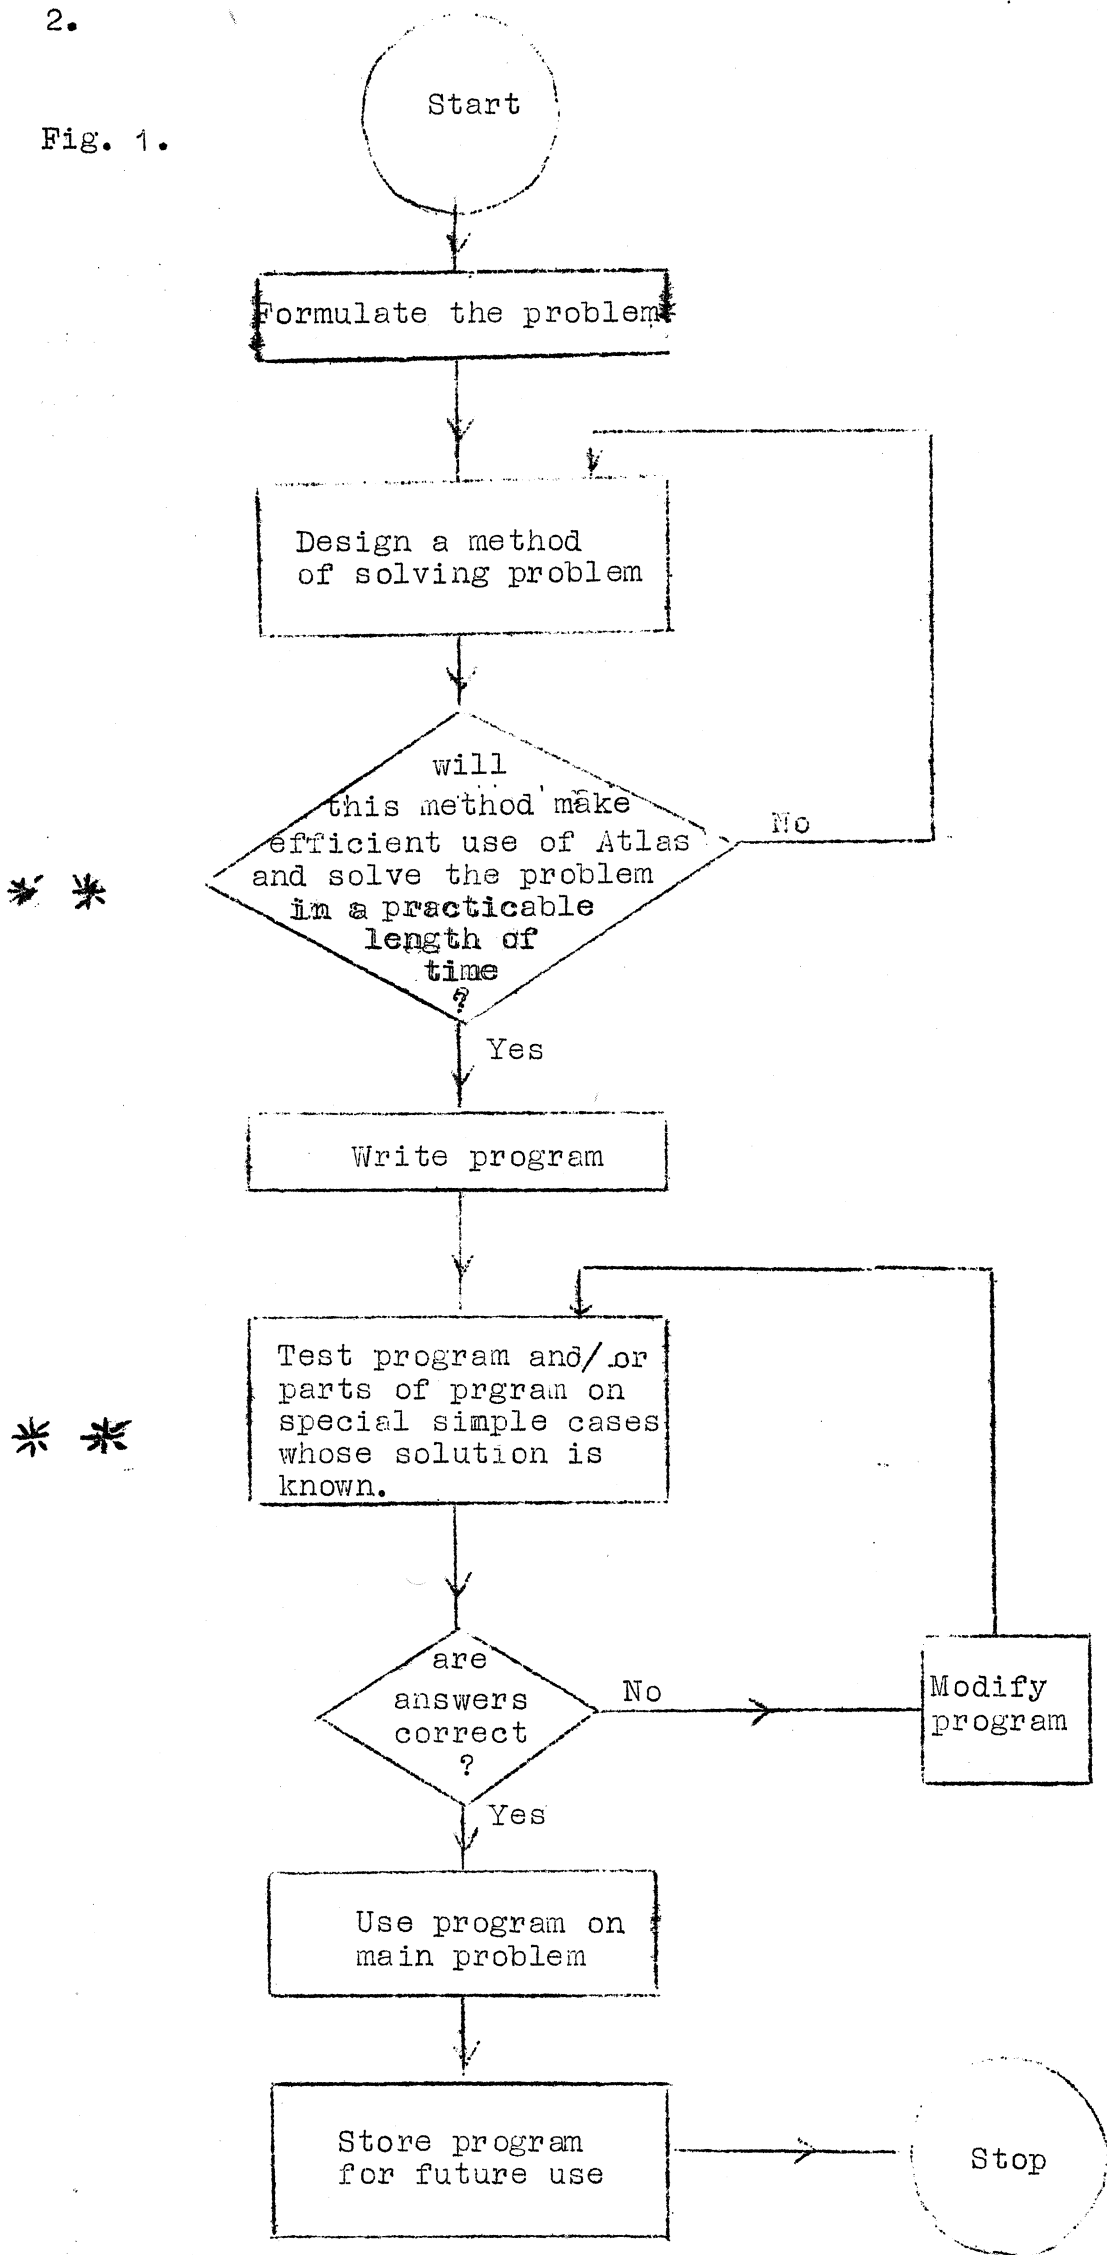 2.
Fig. 1.
Start
Formulate the problem
Design a method
of solving problem
will
this method make
efficient use of Atlas
and solve the problem
in a practicable
length of
time
?
No
Yes
Write program
Test program and/or
parts of prgram on
special simple cases
whose solution is
known.
* *
* *
are
answers
correct
?
No
Modify
program
Yes
Use program on
main problem
Store program
for future use
Stop